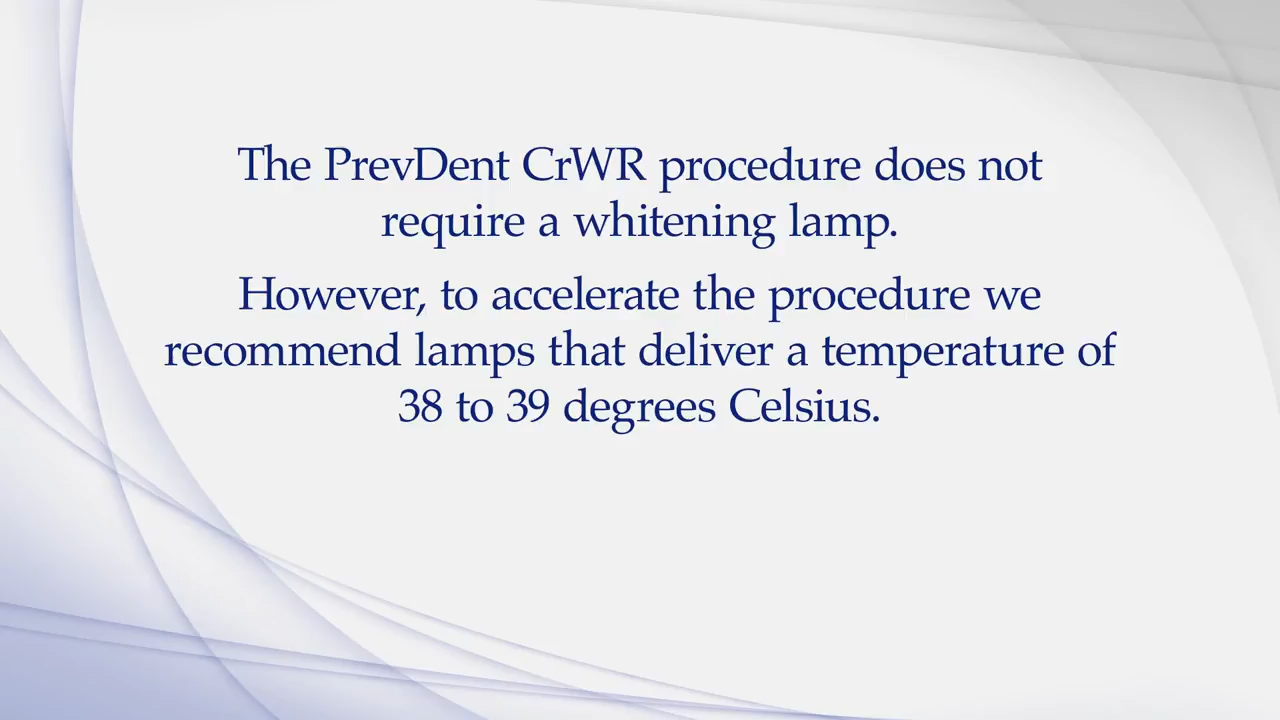 The PrevDent CrWR procedure does not
require a whitening lamp.
However, to accelerate the procedure we
recommend lamps that deliver a temperature of
38 to 39 degrees Celsius.